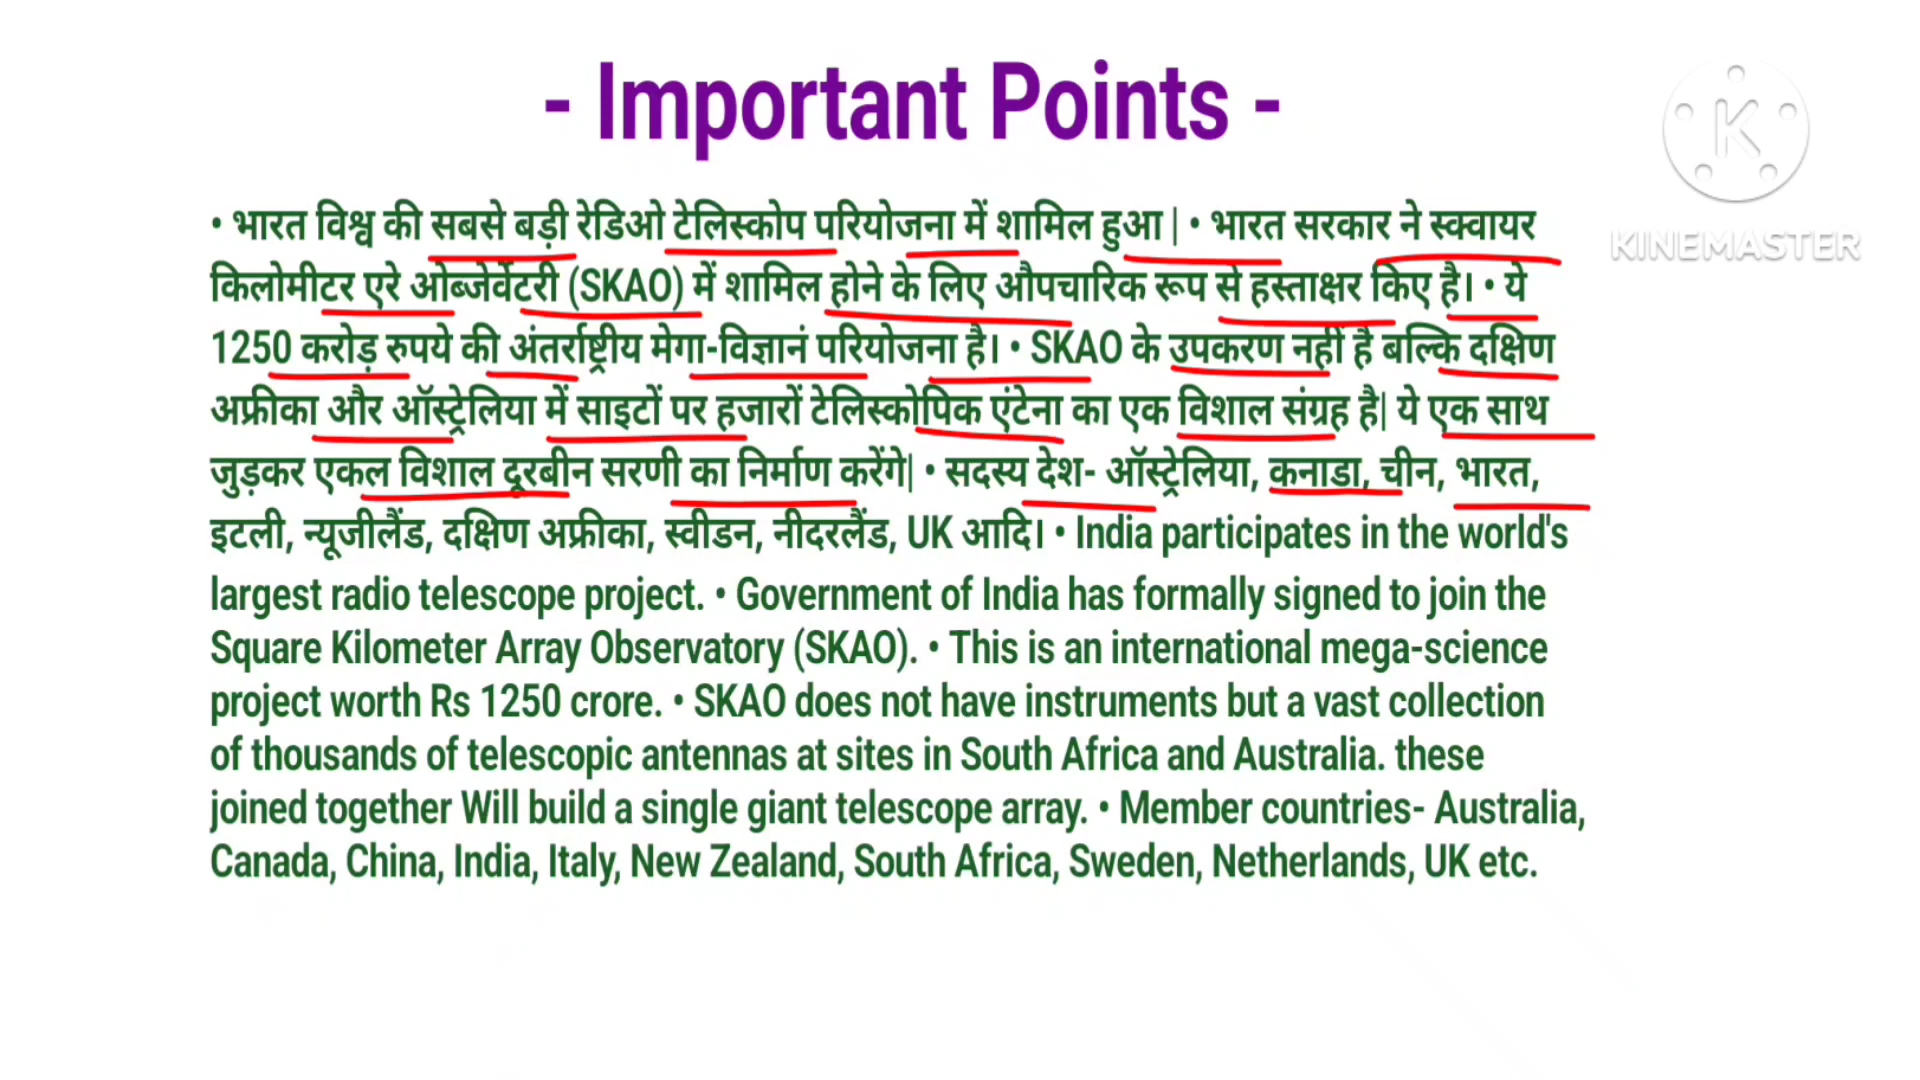 - Important Points -
KINEMASTER
• भारत विश्व की सबसे बड़ी रेडिओ टेलिस्कोप परियोजना में शामिल हुआ | • भारत सरकार ने स्क्वायर
किलोमीटर एरे ओब्जेर्वेटरी (SKAO) में शामिल होने के लिए औपचारिक रूप से हस्ताक्षर किए है। • ये
1250 करोड़ रुपये की अंतर्राष्ट्रीय मेगा-विज्ञानं परियोजना है। • SKAO के उपकरण नहीं है बल्कि दक्षिण
अफ्रीका और ऑस्ट्रेलिया में साइटों पर हजारों टेलिस्कोपिक एंटेना का एक विशाल संग्रह है| ये एक साथ
जुड़कर एकल विशाल दूरबीन सरणी का निर्माण करेंगे| • सदस्य देश- ऑस्ट्रेलिया, कनाडा, चीन, भारत,
इटली, न्यूजीलैंड, दक्षिण अफ्रीका, स्वीडन, नीदरलैंड, UK आदि। • India participates in the world's
largest radio telescope project. • Government of India has formally signed to join the
Square Kilometer Array Observatory (SKAO). • This is an international mega-science
project worth Rs 1250 crore. • SKAO does not have instruments but a vast collection
of thousands of telescopic antennas at sites in South Africa and Australia. these
joined together Will build a single giant telescope array. • Member countries- Australia,
Canada, China, India, Italy, New Zealand, South Africa, Sweden, Netherlands, UK etc.